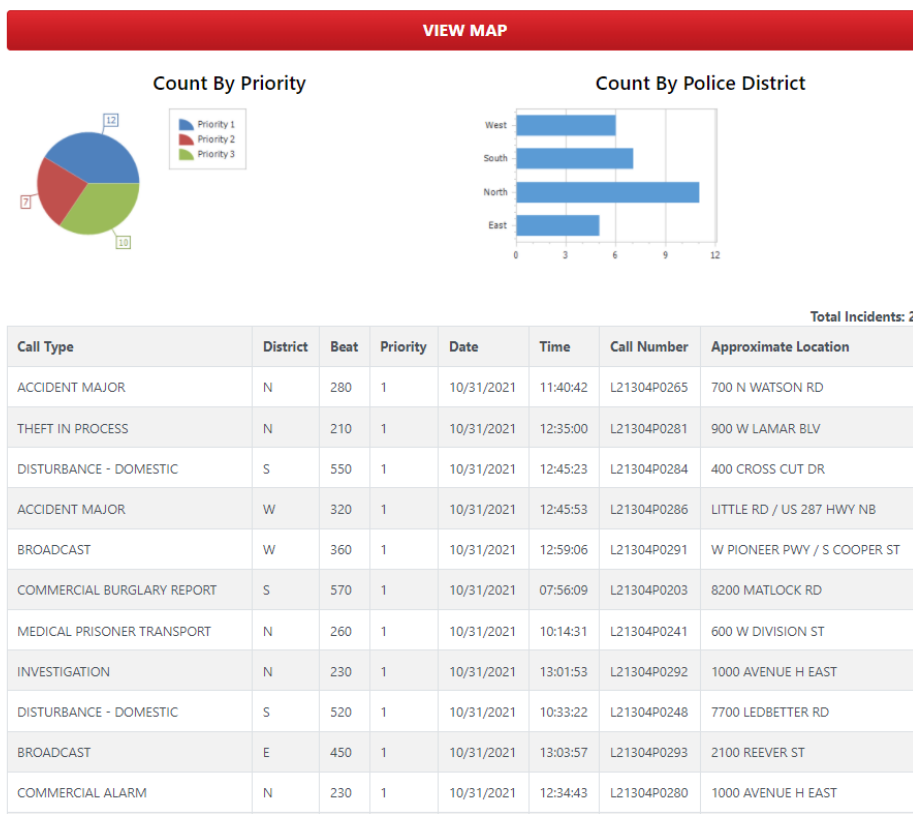 VIEW MAP
Count By Priority
12
7
10
Priority 1
Priority 2
Priority 3
Count By Police District
West
South
North
East
0 3 6 9 12
Total Incidents: 2
Call Type District Beat Priority Date Time Call Number Approximate Location
ACCIDENT MAJOR N 280 1 10/31/2021 11:40:42 L21304P0265 700 N WATSON RD
THEFT IN PROCESS N 210 1 10/31/2021 12:35:00 L21304P0281 900 W LAMAR BLV
DISTURBANCE - DOMESTIC S 550 1 10/31/2021 12:45:23 L21304P0284 400 CROSS CUT DR
ACCIDENT MAJOR W 320 1 10/31/2021 12:45:53 L21304P0286 LITTLE RD / US 287 HWY NB
BROADCAST W 360 1 10/31/2021 12:59:06 L21304P0291 W PIONEER PWY / S COOPER ST
COMMERCIAL BURGLARY REPORT S 570 1 10/31/2021 07:56:09 L21304P0203 8200 MATLOCK RD
MEDICAL PRISONER TRANSPORT N 260 1 10/31/2021 10:14:31 L21304P0241 600 W DIVISION ST
INVESTIGATION N 230 1 10/31/2021 13:01:53 L21304P0292 1000 AVENUE H EAST
DISTURBANCE - DOMESTIC S 520 1 10/31/2021 10:33:22 L21304P0248 7700 LEDBETTER RD
BROADCAST E 450 1 10/31/2021 13:03:57 L21304P0293 2100 REEVER ST
COMMERCIAL ALARM N 230 1 10/31/2021 12:34:43 L21304P0280 1000 AVENUE H EAST